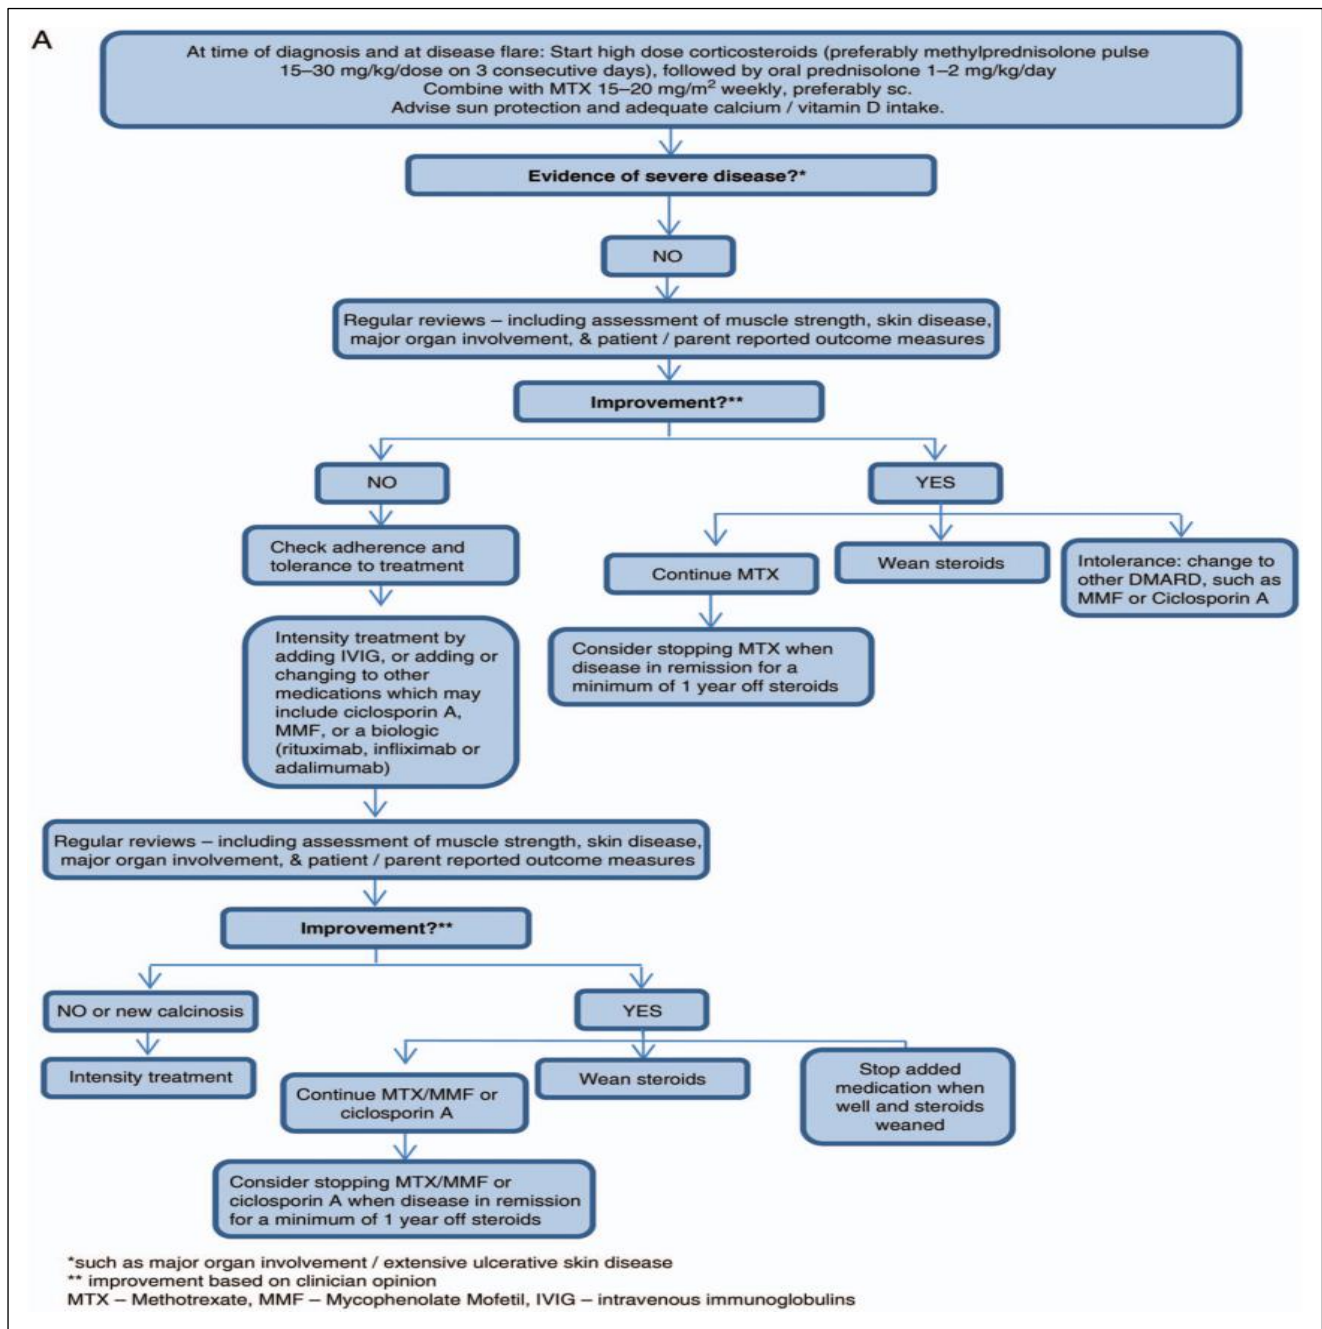 A
At time of diagnosis and at disease flare: Start high dose corticosteroids (preferably methylprednisolone pulse
15–30 mg/kg/dose on 3 consecutive days), followed by oral prednisolone 1–2 mg/kg/day
Combine with MTX 15–20 mg/m² weekly, preferably sc.
Advise sun protection and adequate calcium / vitamin D intake.
Evidence of severe disease?*
NO
Regular reviews – including assessment of muscle strength, skin disease,
major organ involvement, & patient / parent reported outcome measures
Improvement?**
NO
YES
Check adherence and
tolerance to treatment
Continue MTX
Wean steroids
Intolerance: change to
other DMARD, such as
MMF or Ciclosporin A
Intensity treatment by
adding IVIG, or adding or
changing to other
medications which may
include ciclosporin A,
MMF, or a biologic
(rituximab, infliximab or
adalimumab)
Consider stopping MTX when
disease in remission for a
minimum of 1 year off steroids
Regular reviews – including assessment of muscle strength, skin disease,
major organ involvement, & patient / parent reported outcome measures
Improvement?**
NO or new calcinosis
YES
Intensity treatment
Continue MTX/MMF or
ciclosporin A
Wean steroids
Stop added
medication when
well and steroids
weaned
Consider stopping MTX/MMF or
ciclosporin A when disease in remission
for a minimum of 1 year off steroids
*such as major organ involvement / extensive ulcerative skin disease
** improvement based on clinician opinion
MTX – Methotrexate, MMF – Mycophenolate Mofetil, IVIG – intravenous immunoglobulins